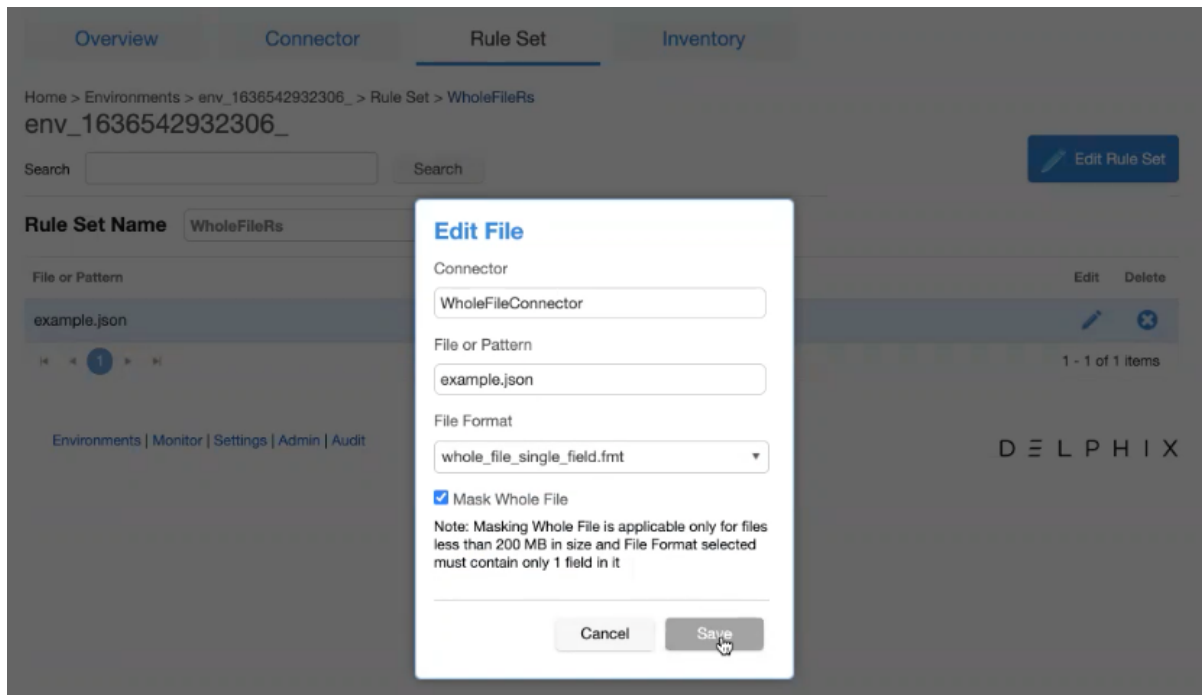 Overview Connector Rule Set Inventory
Home > Environments > env_1636542932306_ > Rule Set > WholeFileRs
env_1636542932306_
Search Search Edit Rule Set
Rule Set Name WholeFileRs
File or Pattern Edit Delete
example.json
1 1 - 1 of 1 items
Environments | Monitor | Settings | Admin | Audit
DELPHIX
Edit File
Connector
WholeFileConnector
File or Pattern
example.json
File Format
whole_file_single_field.fmt
Mask Whole File
Note: Masking Whole File is applicable only for files
less than 200 MB in size and File Format selected
must contain only 1 field in it
Cancel Save